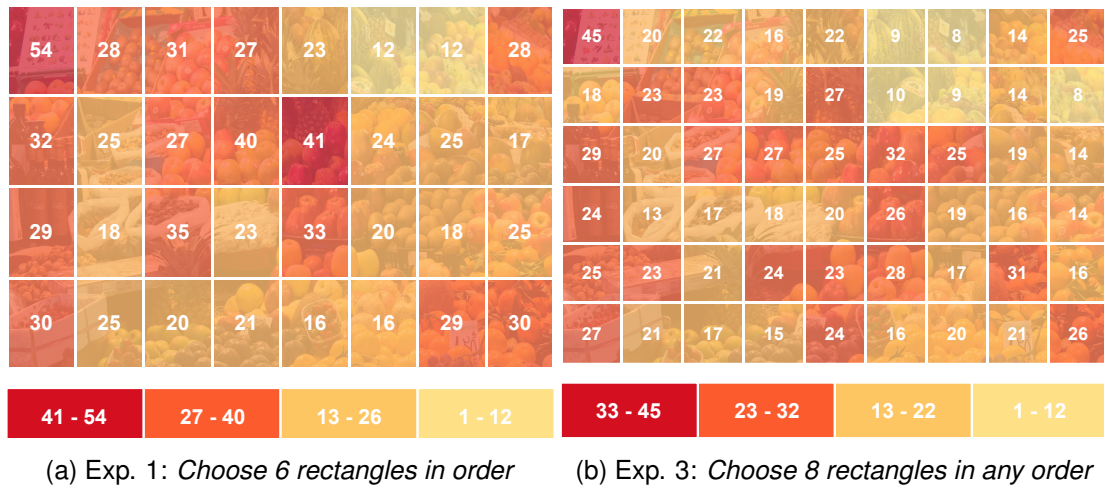 54 28 31 27 23 12 12 28
32 25 27 40 41 24 25 17
29 18 35 23 33 20 18 25
30 25 20 21 16 16 29 30
41 - 54 27 - 40 13 - 26 1 - 12
(a) Exp. 1: Choose 6 rectangles in order
45 20 22 16 22 9 8 14 25
18 23 23 19 27 10 9 14 8
29 20 27 27 25 32 25 19 14
24 13 17 18 20 26 19 16 14
25 23 21 24 23 28 17 31 16
27 21 17 15 24 16 20 21 26
33 - 45 23 - 32 13 - 22 1 - 12
(b) Exp. 3: Choose 8 rectangles in any order